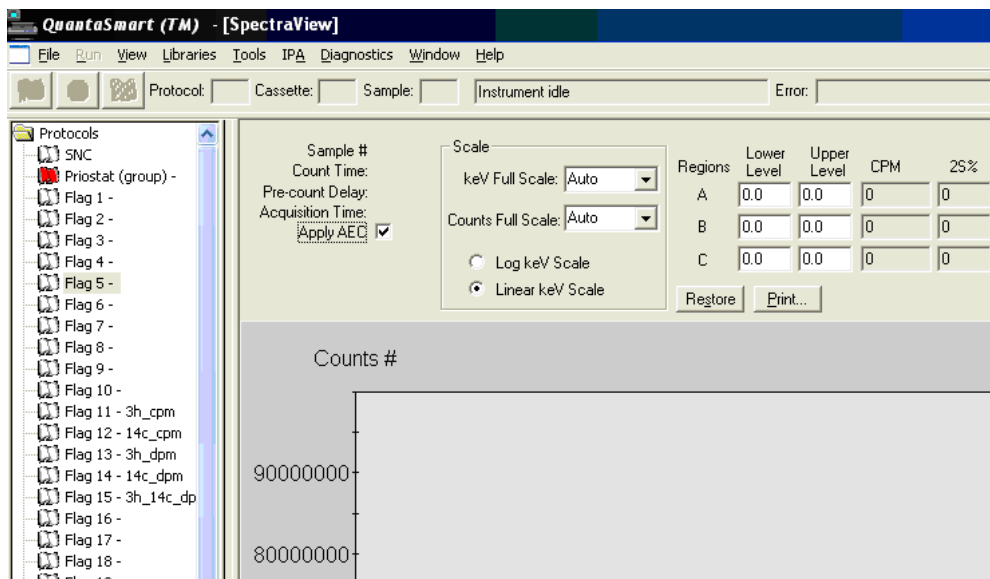 QuantaSmart (TM) - [SpectraView]
File Run View Libraries Tools IPA Diagnostics Window Help
Protocol: Cassette: Sample: Instrument idle Error:
Protocols
SNC
Priostat (group) -
Flag 1 -
Flag 2 -
Flag 3 -
Flag 4 -
Flag 5 -
Flag 6 -
Flag 7 -
Flag 8 -
Flag 9 -
Flag 10 -
Flag 11 - 3h_cpm
Flag 12 - 14c_cpm
Flag 13 - 3h_dpm
Flag 14 - 14c_dpm
Flag 15 - 3h_14c_dp
Flag 16 -
Flag 17 -
Flag 18 -
Sample #
Count Time:
Pre-count Delay:
Acquisition Time:
Apply AEC
Scale
keV Full Scale: Auto
Counts Full Scale: Auto
Log keV Scale
Linear keV Scale
Regions Lower Level Upper Level CPM 2S%
A 0.0 0.0 0 0
B 0.0 0.0 0 0
C 0.0 0.0 0 0
Restore Print...
Counts #
90000000
80000000